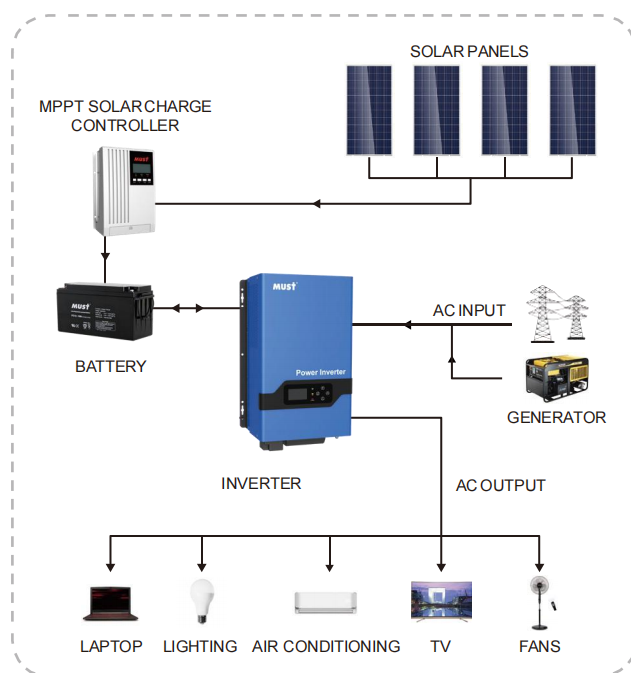 SOLAR PANELS
MPPT SOLAR CHARGE
CONTROLLER
MUST
MUST
BATTERY
MUST
Power Inverter
INVERTER
AC INPUT
GENERATOR
AC OUTPUT
LAPTOP
LIGHTING
AIR CONDITIONING
TV
FANS